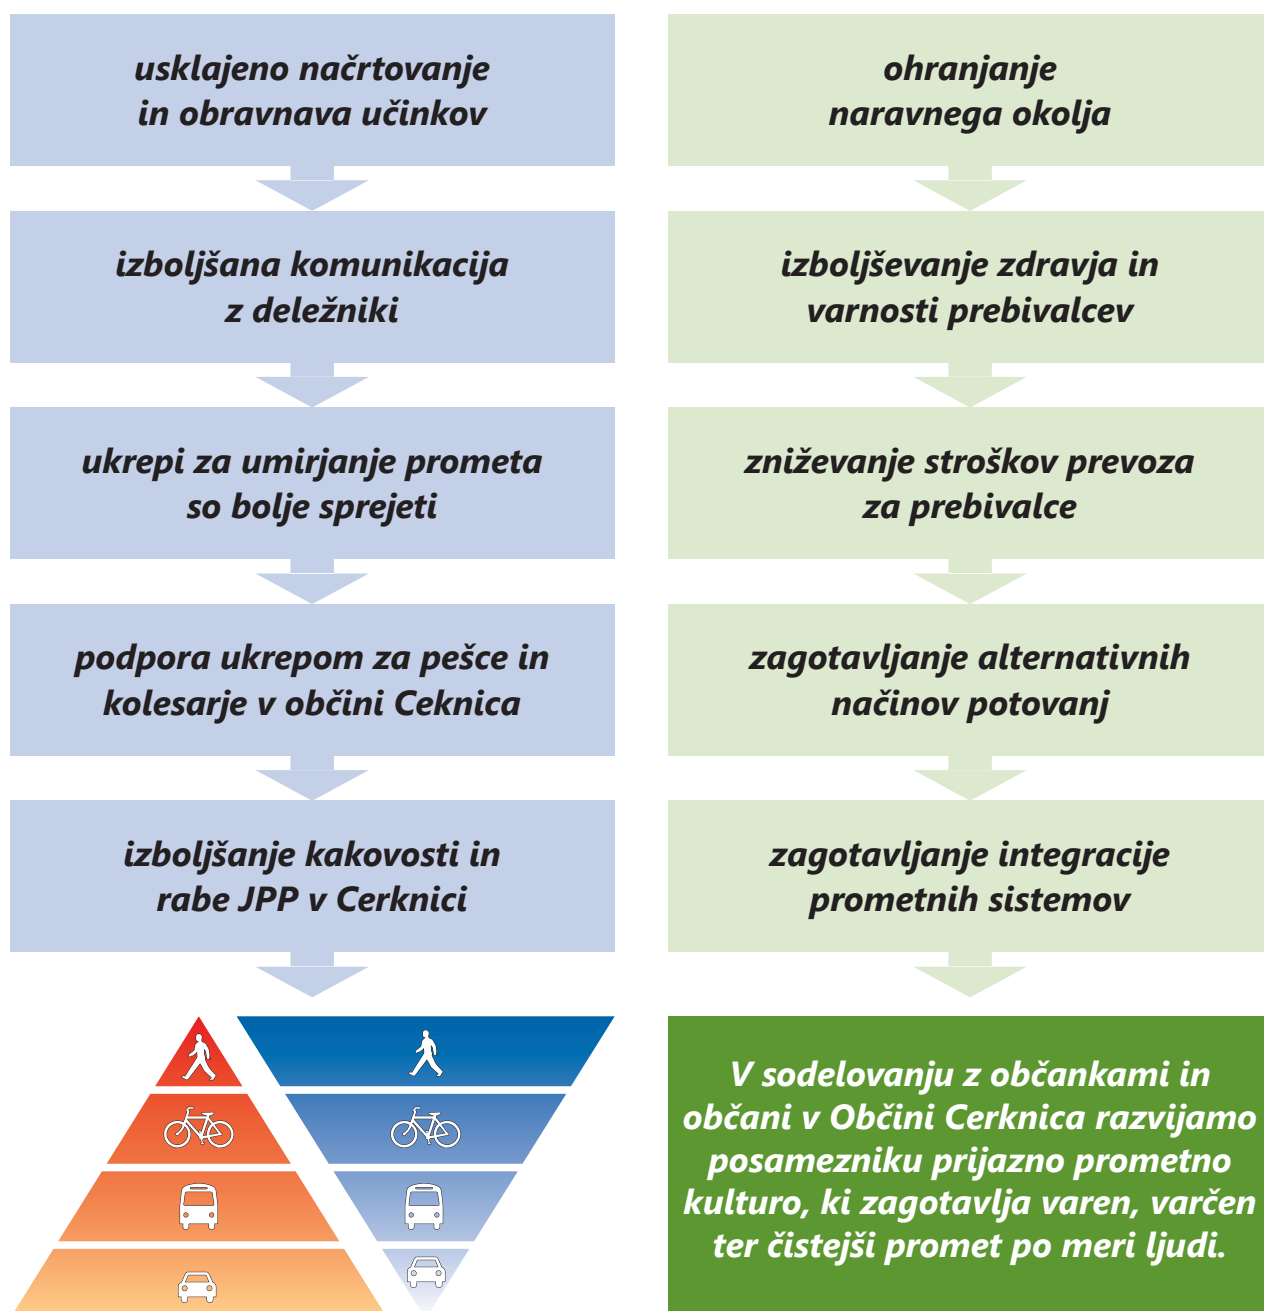 usklajeno načrtovanje
in obravnava učinkov
izboljšana komunikacija
z deležniki
ukrepi za umirjanje prometa
so bolje sprejeti
podpora ukrepom za pešce in
kolesarje v občini Ceknica
izboljšanje kakovosti in
rabe JPP v Cerknici
ohranjanje
naravnega okolja
izboljševanje zdravja in
varnosti prebivalcev
zniževanje stroškov prevoza
za prebivalce
zagotavljanje alternativnih
načinov potovanj
zagotavljanje integracije
prometnih sistemov
V sodelovanju z občankami in
občani v Občini Cerknica razvijamo
posamezniku prijazno prometno
kulturo, ki zagotavlja varen, varčen
ter čistejši promet po meri ljudi.